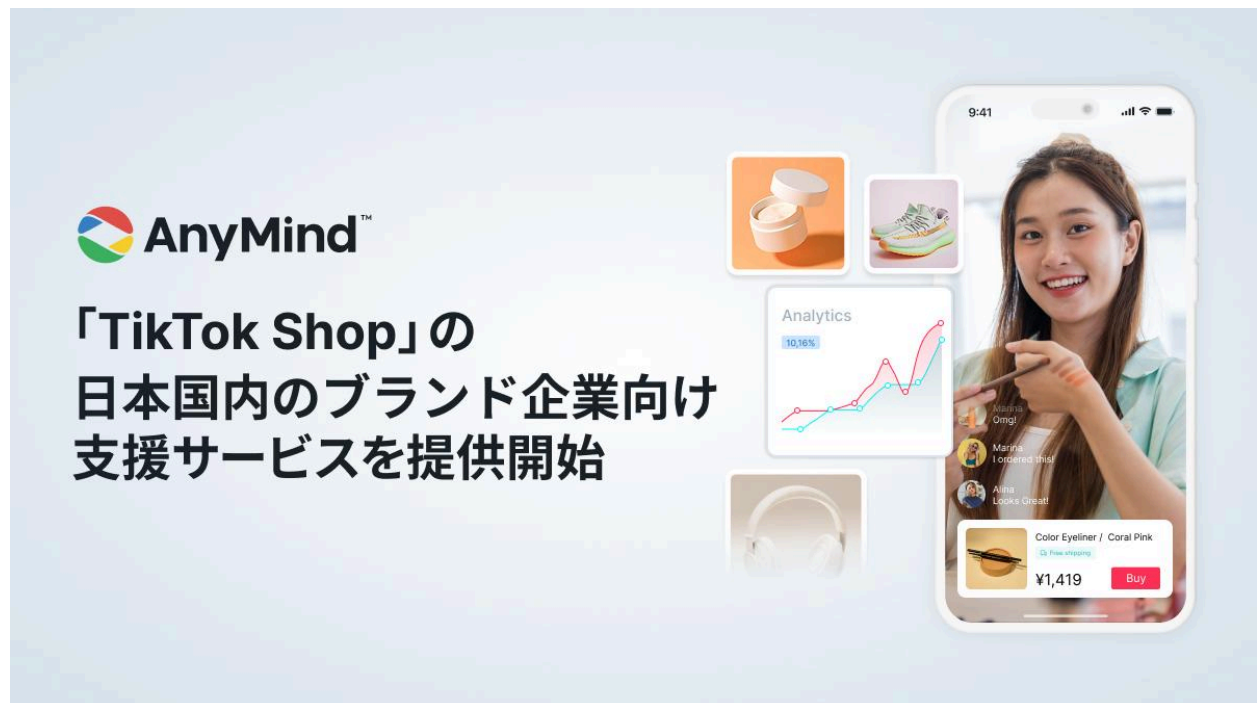 AnyMind™
「TikTok Shop」の
日本国内のブランド企業向け
支援サービスを提供開始
Analytics
10,16%
9:41
Marina
Omg!
Marina
I ordered this!
Alina
Looks Great!
Color Eyeliner / Coral Pink
Free shipping
¥1,419
Buy